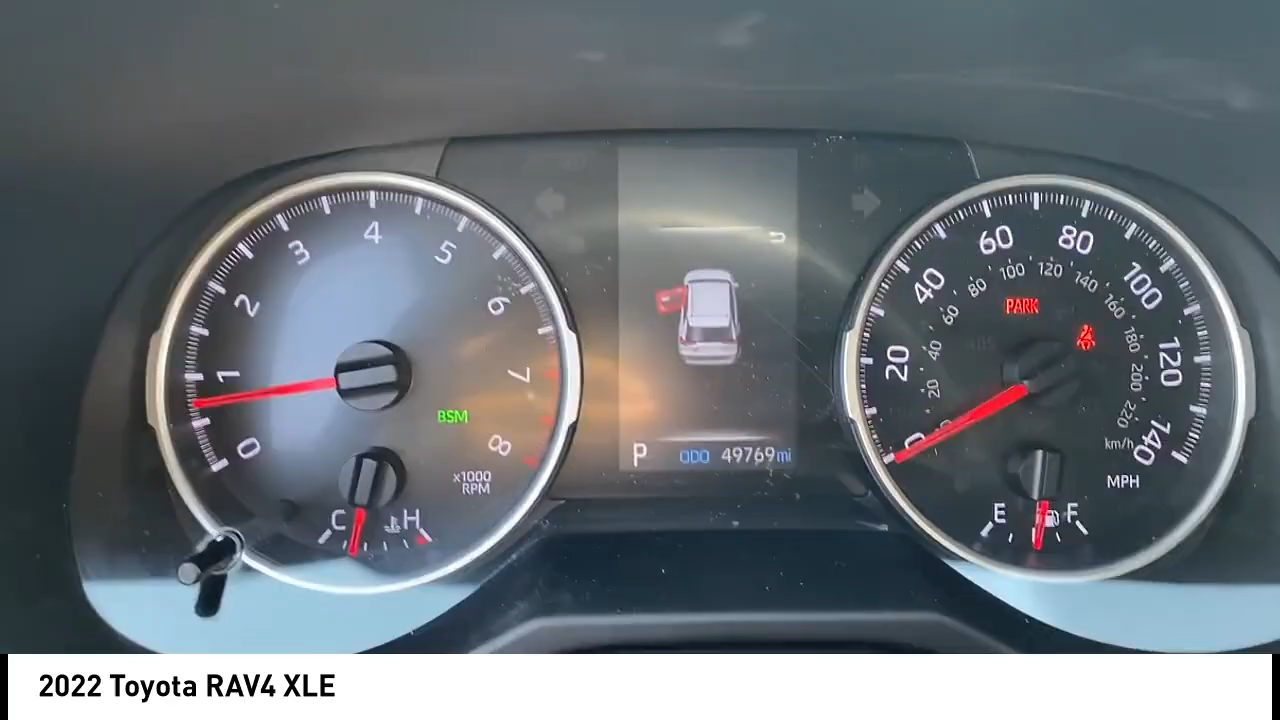 0 1 2 3 4 5 6 7 8
BSM
x1000
RPM
C H
P ODO 49769mi
0 20 40 60 80 100 120 140
20 40 60 80 100 120 140 160 180 200 220
PARK
km/h
MPH
E F
2022 Toyota RAV4 XLE